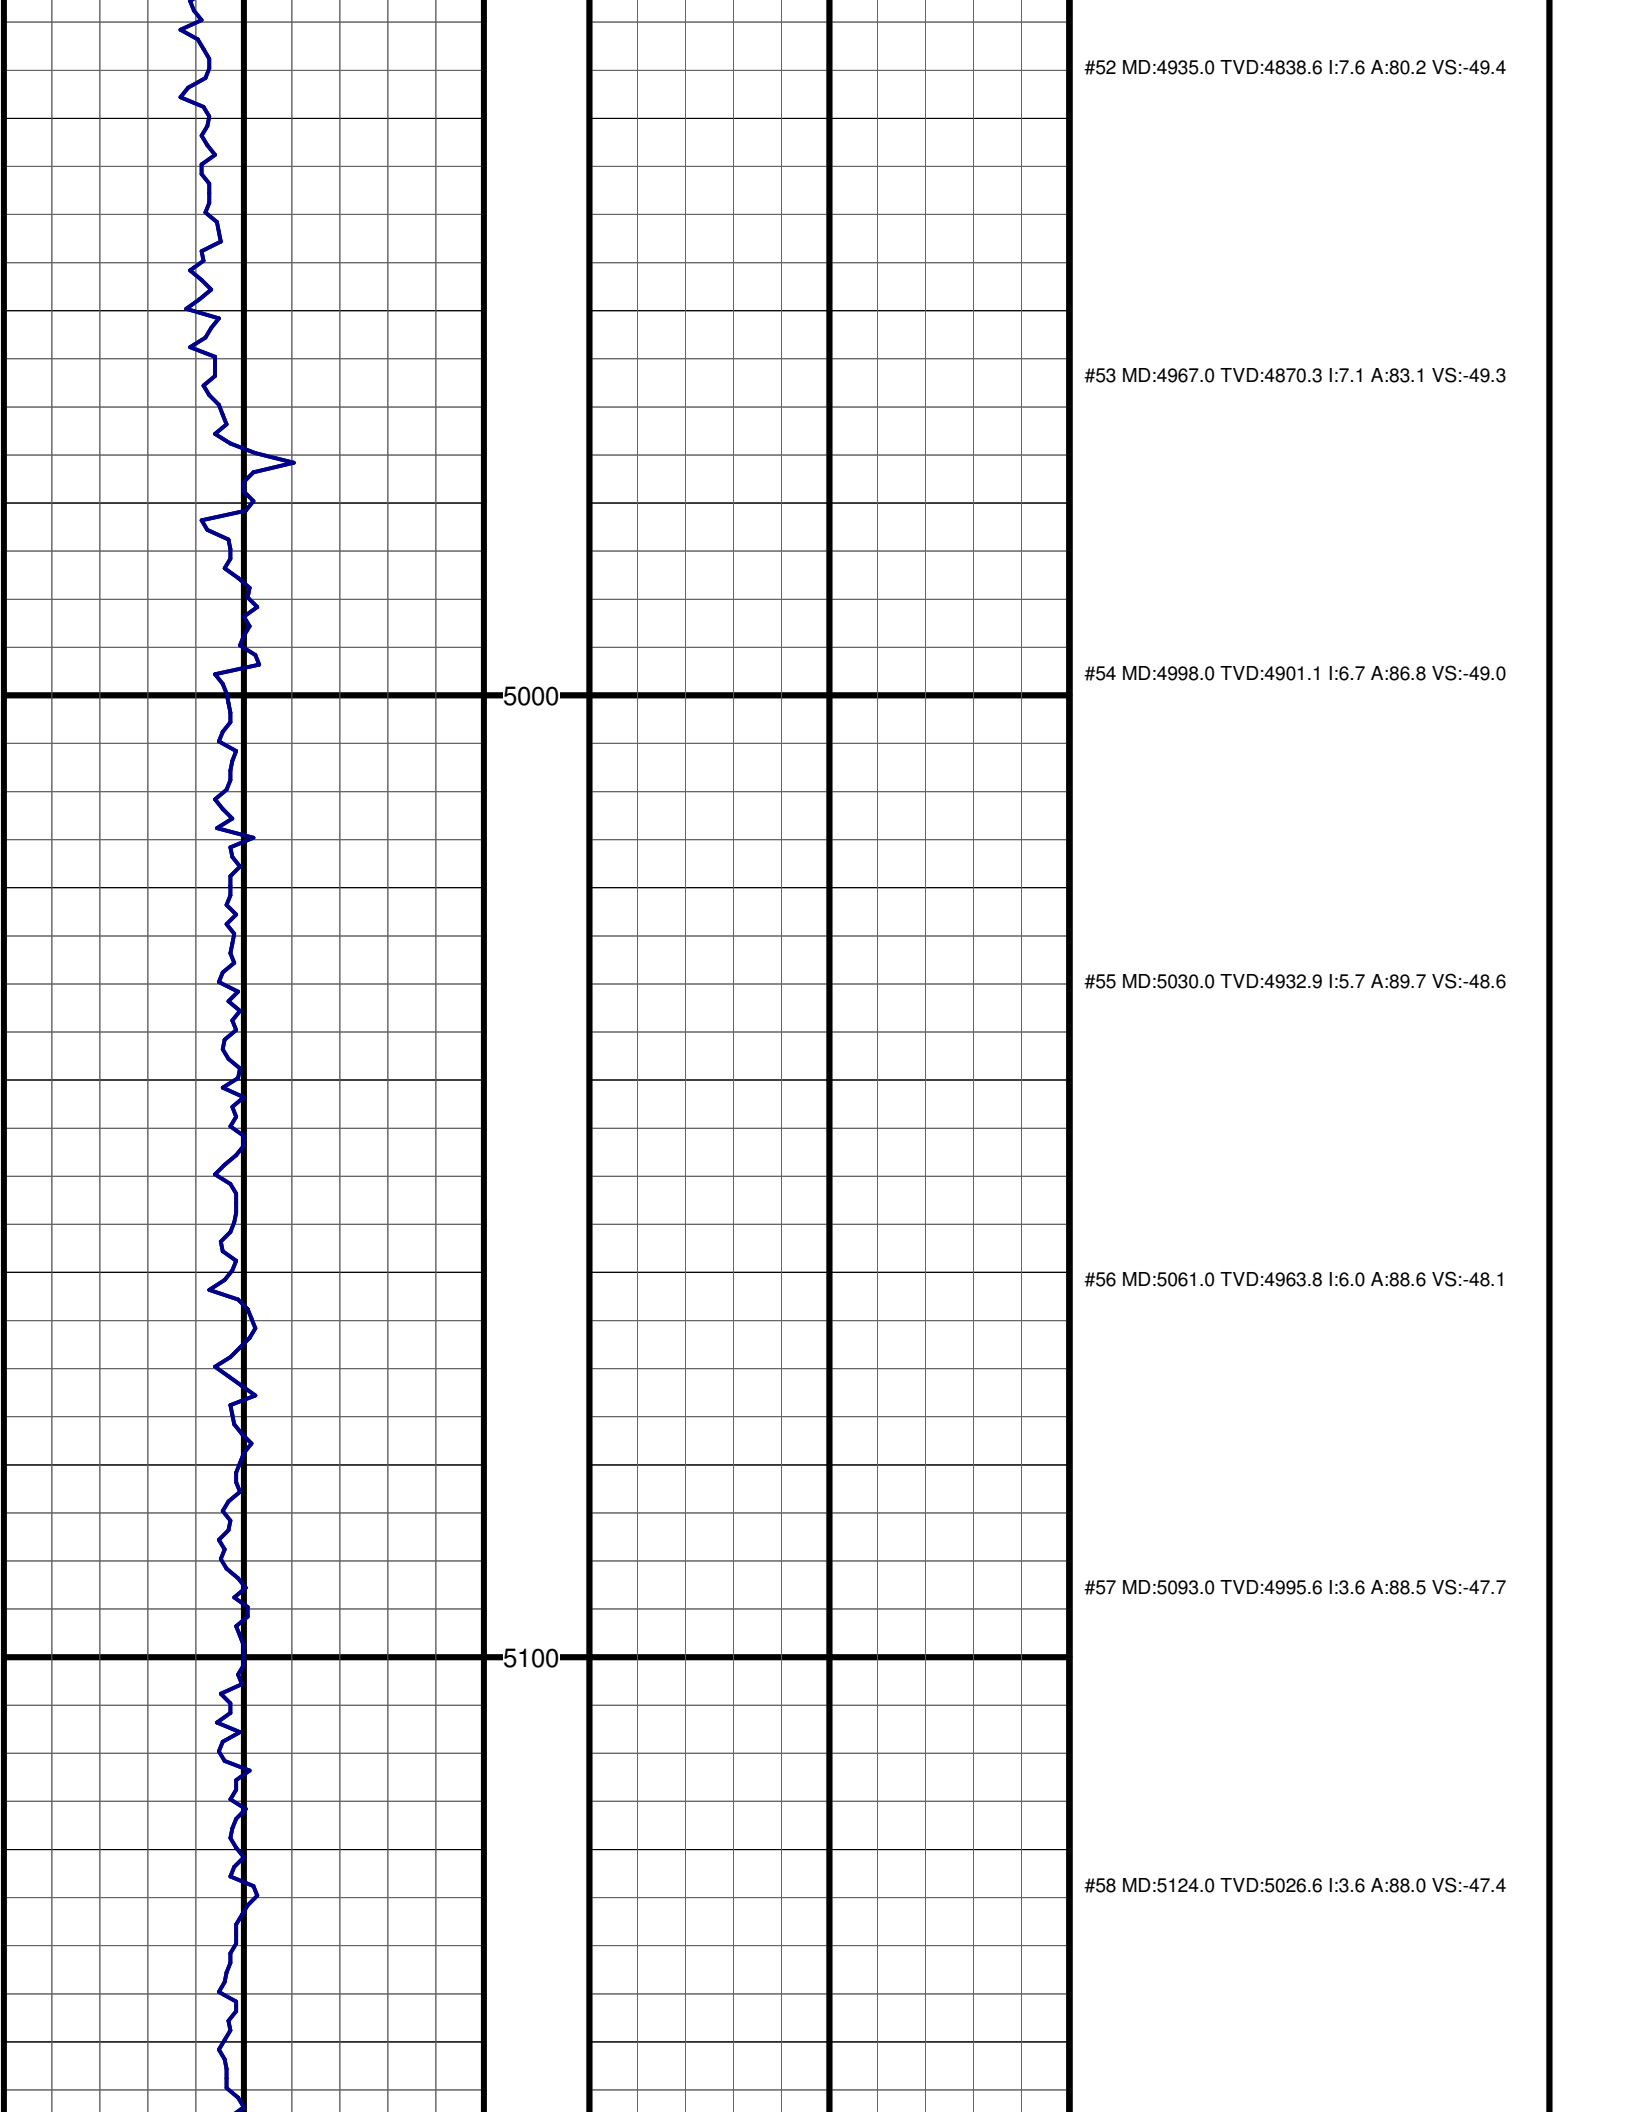 #52 MD:4935.0 TVD:4838.6 I:7.6 A:80.2 VS:-49.4
#53 MD:4967.0 TVD:4870.3 I:7.1 A:83.1 VS:-49.3
#54 MD:4998.0 TVD:4901.1 I:6.7 A:86.8 VS:-49.0
5000
#55 MD:5030.0 TVD:4932.9 I:5.7 A:89.7 VS:-48.6
#56 MD:5061.0 TVD:4963.8 I:6.0 A:88.6 VS:-48.1
#57 MD:5093.0 TVD:4995.6 I:3.6 A:88.5 VS:-47.7
5100
#58 MD:5124.0 TVD:5026.6 I:3.6 A:88.0 VS:-47.4